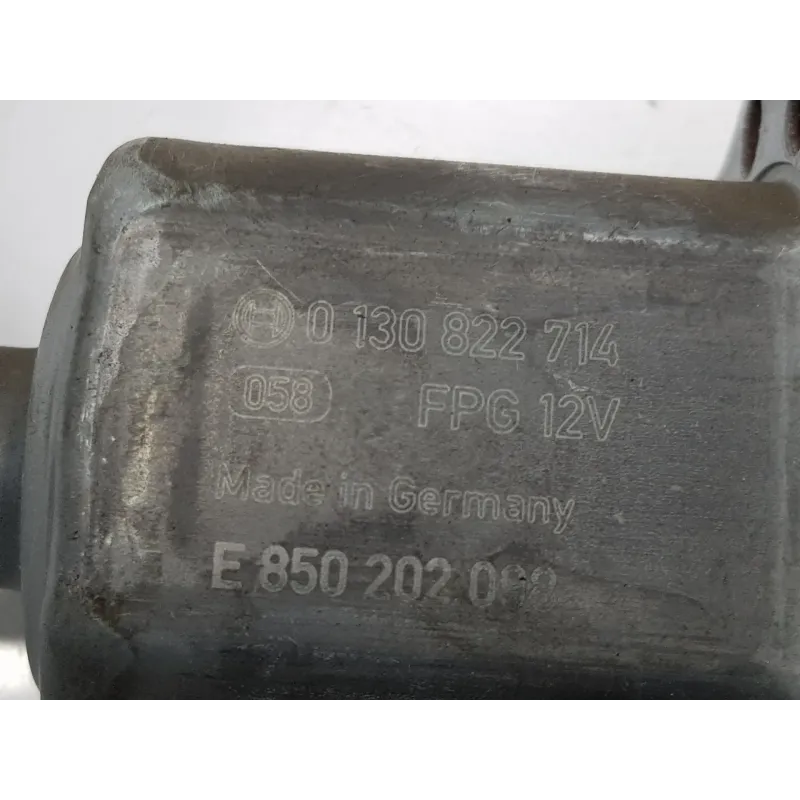 0 130 822 714
058 FPG 12V
Made in Germany
E 850 202